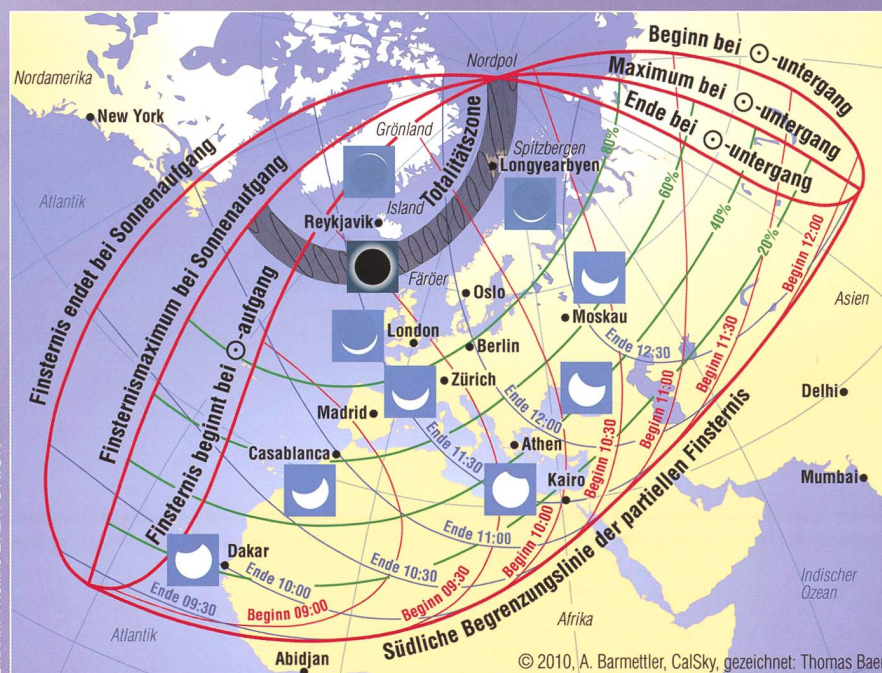 Nordpol
Nordamerika
New York
Atlantik
Grönland
Spitzbergen
Longyearbyen
Totalitätszone
Island
Reykjavik
Färöer
Oslo
Moskau
London
Berlin
Zürich
Madrid
Casablanca
Athen
Kairo
Dakar
Abidjan
Atlantik
Afrika
Asien
Delhi
Mumbai
Indischer
Ozean
Beginn bei ⊙-untergang
Maximum bei ⊙-untergang
Ende bei ⊙-untergang
Finsternis endet bei Sonnenaufgang
Finsternismaximum bei Sonnenaufgang
Finsternis beginnt bei ⊙-aufgang
80%
60%
40%
20%
Beginn 12:00
Beginn 11:30
Beginn 11:00
Beginn 10:30
Beginn 10:00
Beginn 09:30
Beginn 09:00
Ende 12:30
Ende 12:00
Ende 11:30
Ende 11:00
Ende 10:30
Ende 10:00
Ende 09:30
Südliche Begrenzungslinie der partiellen Finsternis
© 2010, A. Barmettler, CalSky, gezeichnet: Thomas Baer